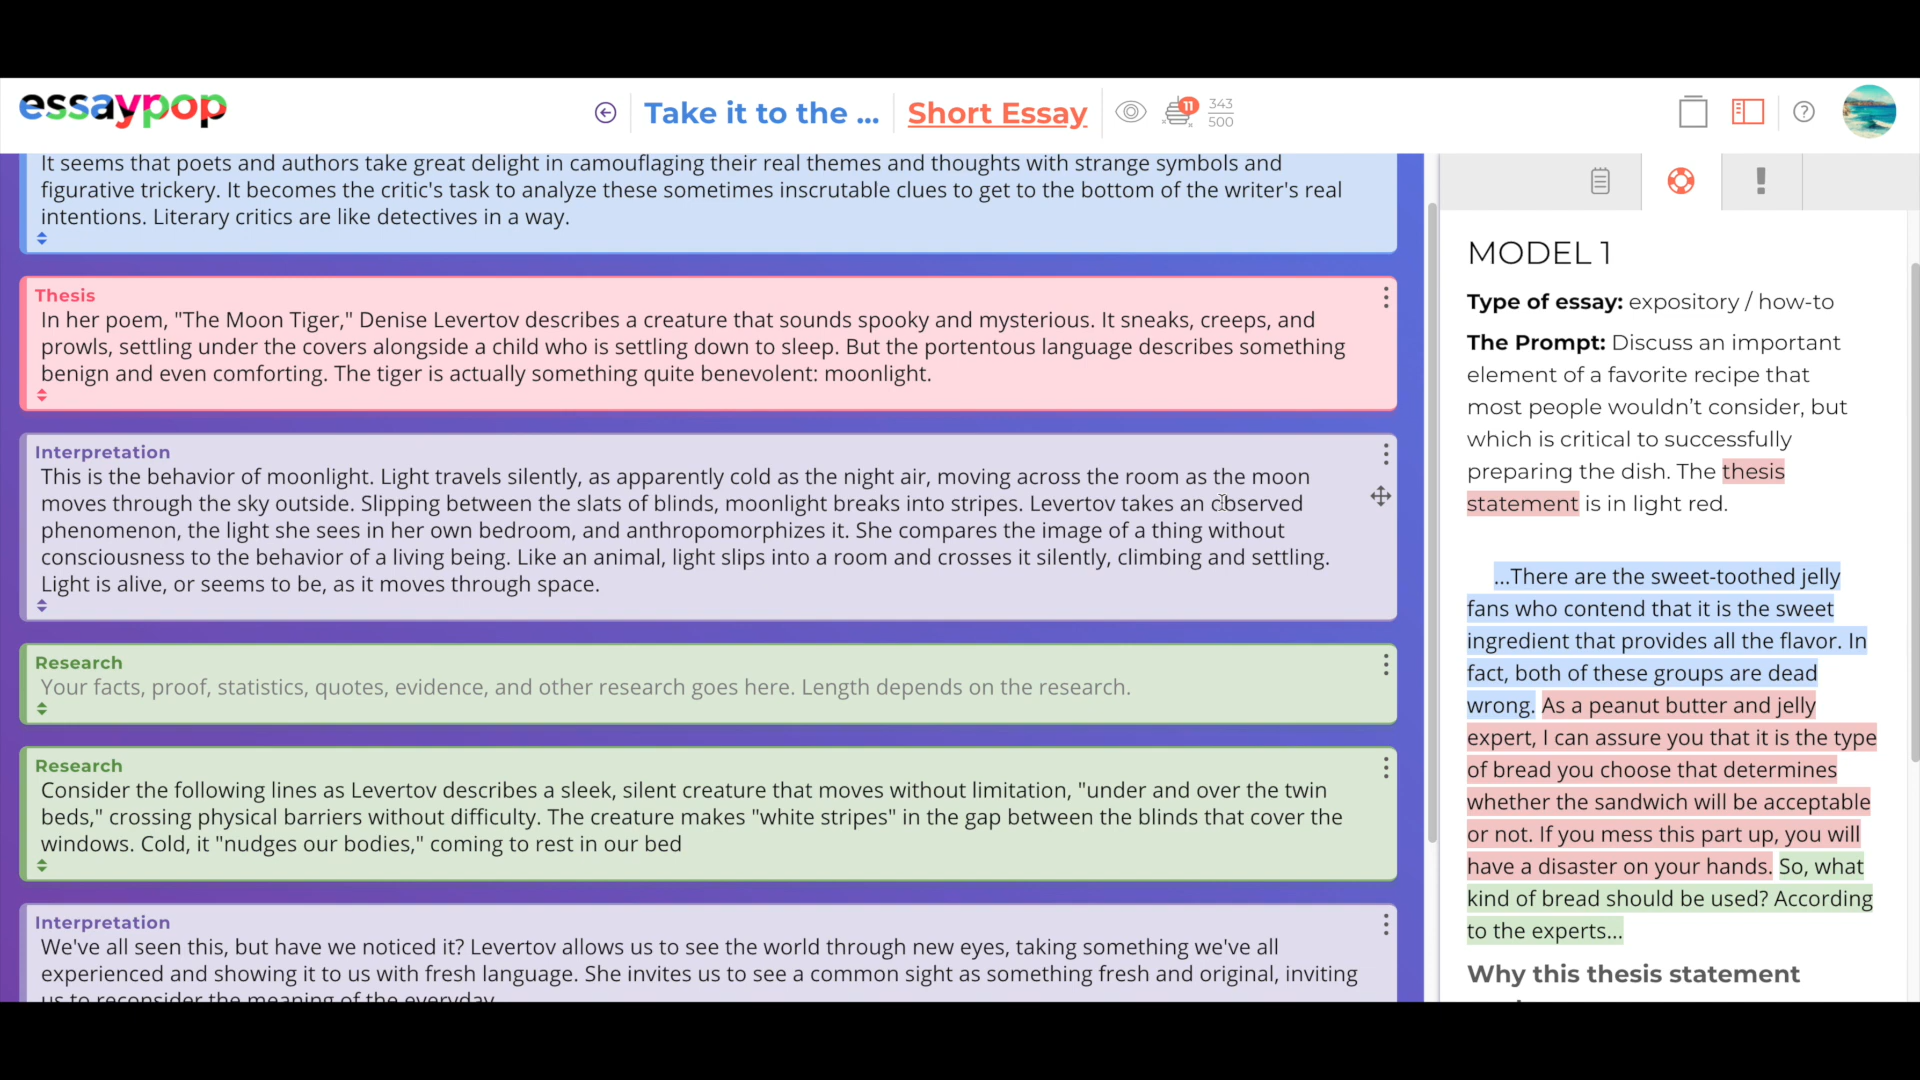 essaypop
Take it to the ...
Short Essay
11
343
500
It seems that poets and authors take great delight in camouflaging their real themes and thoughts with strange symbols and
figurative trickery. It becomes the critic's task to analyze these sometimes inscrutable clues to get to the bottom of the writer's real
intentions. Literary critics are like detectives in a way.
Thesis
In her poem, "The Moon Tiger," Denise Levertov describes a creature that sounds spooky and mysterious. It sneaks, creeps, and
prowls, settling under the covers alongside a child who is settling down to sleep. But the portentous language describes something
benign and even comforting. The tiger is actually something quite benevolent: moonlight.
Interpretation
This is the behavior of moonlight. Light travels silently, as apparently cold as the night air, moving across the room as the moon
moves through the sky outside. Slipping between the slats of blinds, moonlight breaks into stripes. Levertov takes an observed
phenomenon, the light she sees in her own bedroom, and anthropomorphizes it. She compares the image of a thing without
consciousness to the behavior of a living being. Like an animal, light slips into a room and crosses it silently, climbing and settling.
Light is alive, or seems to be, as it moves through space.
Research
Your facts, proof, statistics, quotes, evidence, and other research goes here. Length depends on the research.
Research
Consider the following lines as Levertov describes a sleek, silent creature that moves without limitation, "under and over the twin
beds," crossing physical barriers without difficulty. The creature makes "white stripes" in the gap between the blinds that cover the
windows. Cold, it "nudges our bodies," coming to rest in our bed
Interpretation
We've all seen this, but have we noticed it? Levertov allows us to see the world through new eyes, taking something we've all
experienced and showing it to us with fresh language. She invites us to see a common sight as something fresh and original, inviting
us to reconsider the meaning of the everyday
MODEL 1
Type of essay: expository / how-to
The Prompt: Discuss an important
element of a favorite recipe that
most people wouldn't consider, but
which is critical to successfully
preparing the dish. The thesis
statement is in light red.
...There are the sweet-toothed jelly
fans who contend that it is the sweet
ingredient that provides all the flavor. In
fact, both of these groups are dead
wrong. As a peanut butter and jelly
expert, I can assure you that it is the type
of bread you choose that determines
whether the sandwich will be acceptable
or not. If you mess this part up, you will
have a disaster on your hands. So, what
kind of bread should be used? According
to the experts...
Why this thesis statement